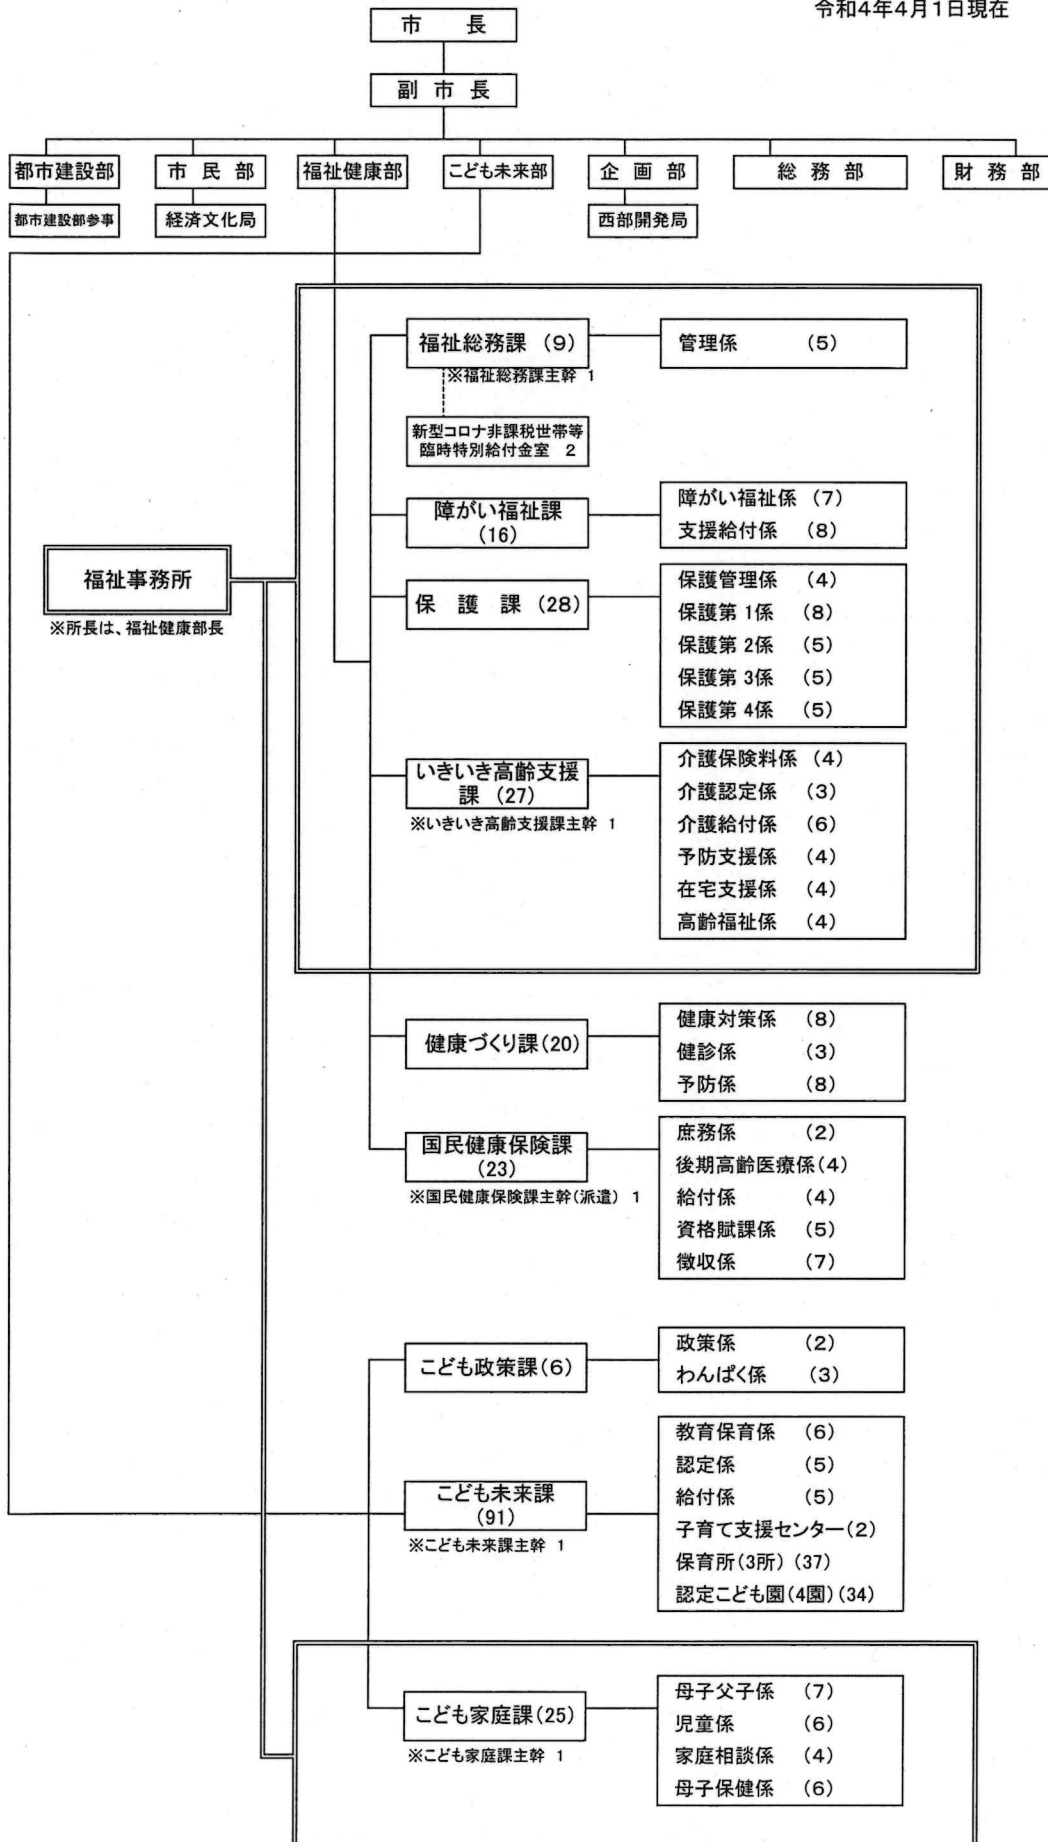 令和4年4月1日現在
市　長
副 市 長
都市建設部
市 民 部
福祉健康部
こども未来部
企 画 部
総 務 部
財 務 部
都市建設部参事
経済文化局
西部開発局
福祉総務課 (9)
管理係 (5)
※福祉総務課主幹 1
新型コロナ非課税世帯等
臨時特別給付金室 2
障がい福祉課
(16)
障がい福祉係 (7)
支援給付係 (8)
福祉事務所
※所長は、福祉健康部長
保 護 課 (28)
保護管理係 (4)
保護第 1係 (8)
保護第 2係 (5)
保護第 3係 (5)
保護第 4係 (5)
いきいき高齢支援
課 (27)
※いきいき高齢支援課主幹 1
介護保険料係 (4)
介護認定係 (3)
介護給付係 (6)
予防支援係 (4)
在宅支援係 (4)
高齢福祉係 (4)
健康づくり課(20)
健康対策係 (8)
健診係 (3)
予防係 (8)
国民健康保険課
(23)
※国民健康保険課主幹(派遣) 1
庶務係 (2)
後期高齢医療係(4)
給付係 (4)
資格賦課係 (5)
徴収係 (7)
こども政策課(6)
政策係 (2)
わんぱく係 (3)
こども未来課
(91)
※こども未来課主幹 1
教育保育係 (6)
認定係 (5)
給付係 (5)
子育て支援センター(2)
保育所(3所) (37)
認定こども園(4園)(34)
こども家庭課(25)
※こども家庭課主幹 1
母子父子係 (7)
児童係 (6)
家庭相談係 (4)
母子保健係 (6)